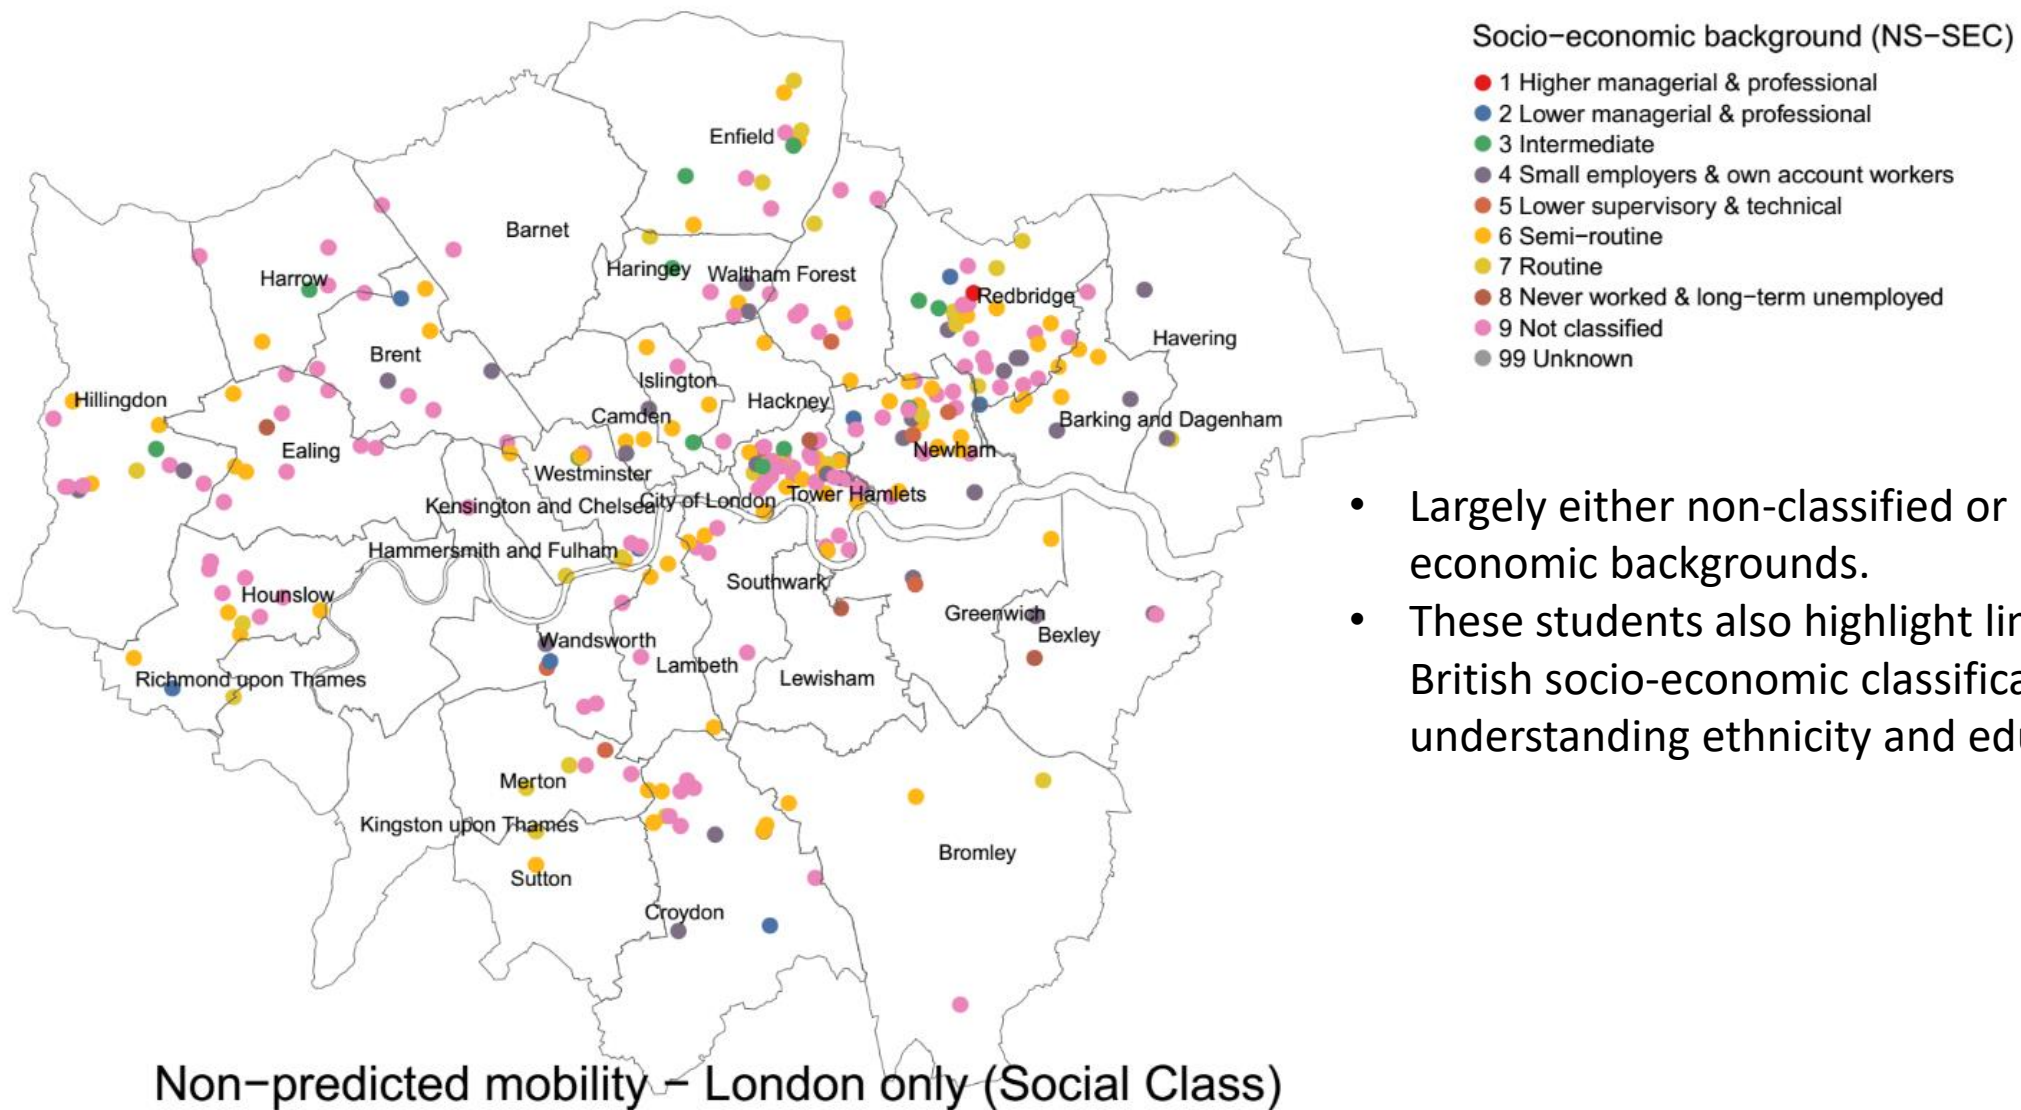 Socio−economic background (NS−SEC)
1 Higher managerial & professional
2 Lower managerial & professional
3 Intermediate
4 Small employers & own account workers
5 Lower supervisory & technical
6 Semi−routine
7 Routine
8 Never worked & long−term unemployed
9 Not classified
99 Unknown
Enfield
Barnet
Haringey
Waltham Forest
Harrow
Redbridge
Havering
Brent
Islington
Hackney
Hillingdon
Camden
Barking and Dagenham
Ealing
Newham
Westminster
Kensington and Chelsea
City of London
Tower Hamlets
Hammersmith and Fulham
Southwark
Hounslow
Greenwich
Bexley
Wandsworth
Lambeth
Richmond upon Thames
Lewisham
Merton
Kingston upon Thames
Bromley
Sutton
Croydon
• Largely either non-classified or
economic backgrounds.
• These students also highlight
British socio-economic
understanding ethnicity and
Non−predicted mobility − London only (Social Class)